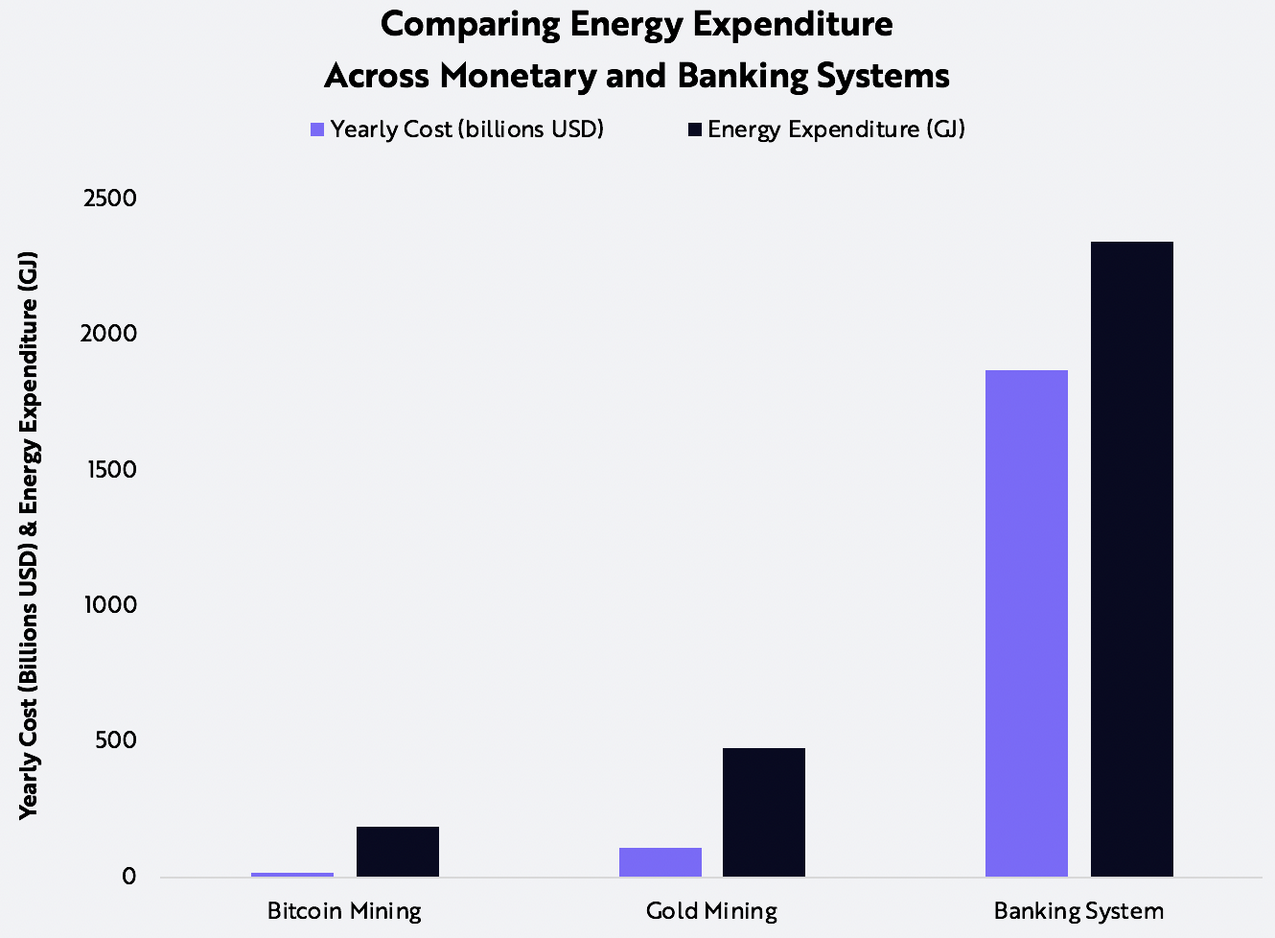 Comparing Energy Expenditure
Across Monetary and Banking Systems
Yearly Cost (billions USD)
Energy Expenditure (GJ)
Yearly Cost (Billions USD) & Energy Expenditure (GJ)
2500
2000
1500
1000
500
0
Bitcoin Mining
Gold Mining
Banking System